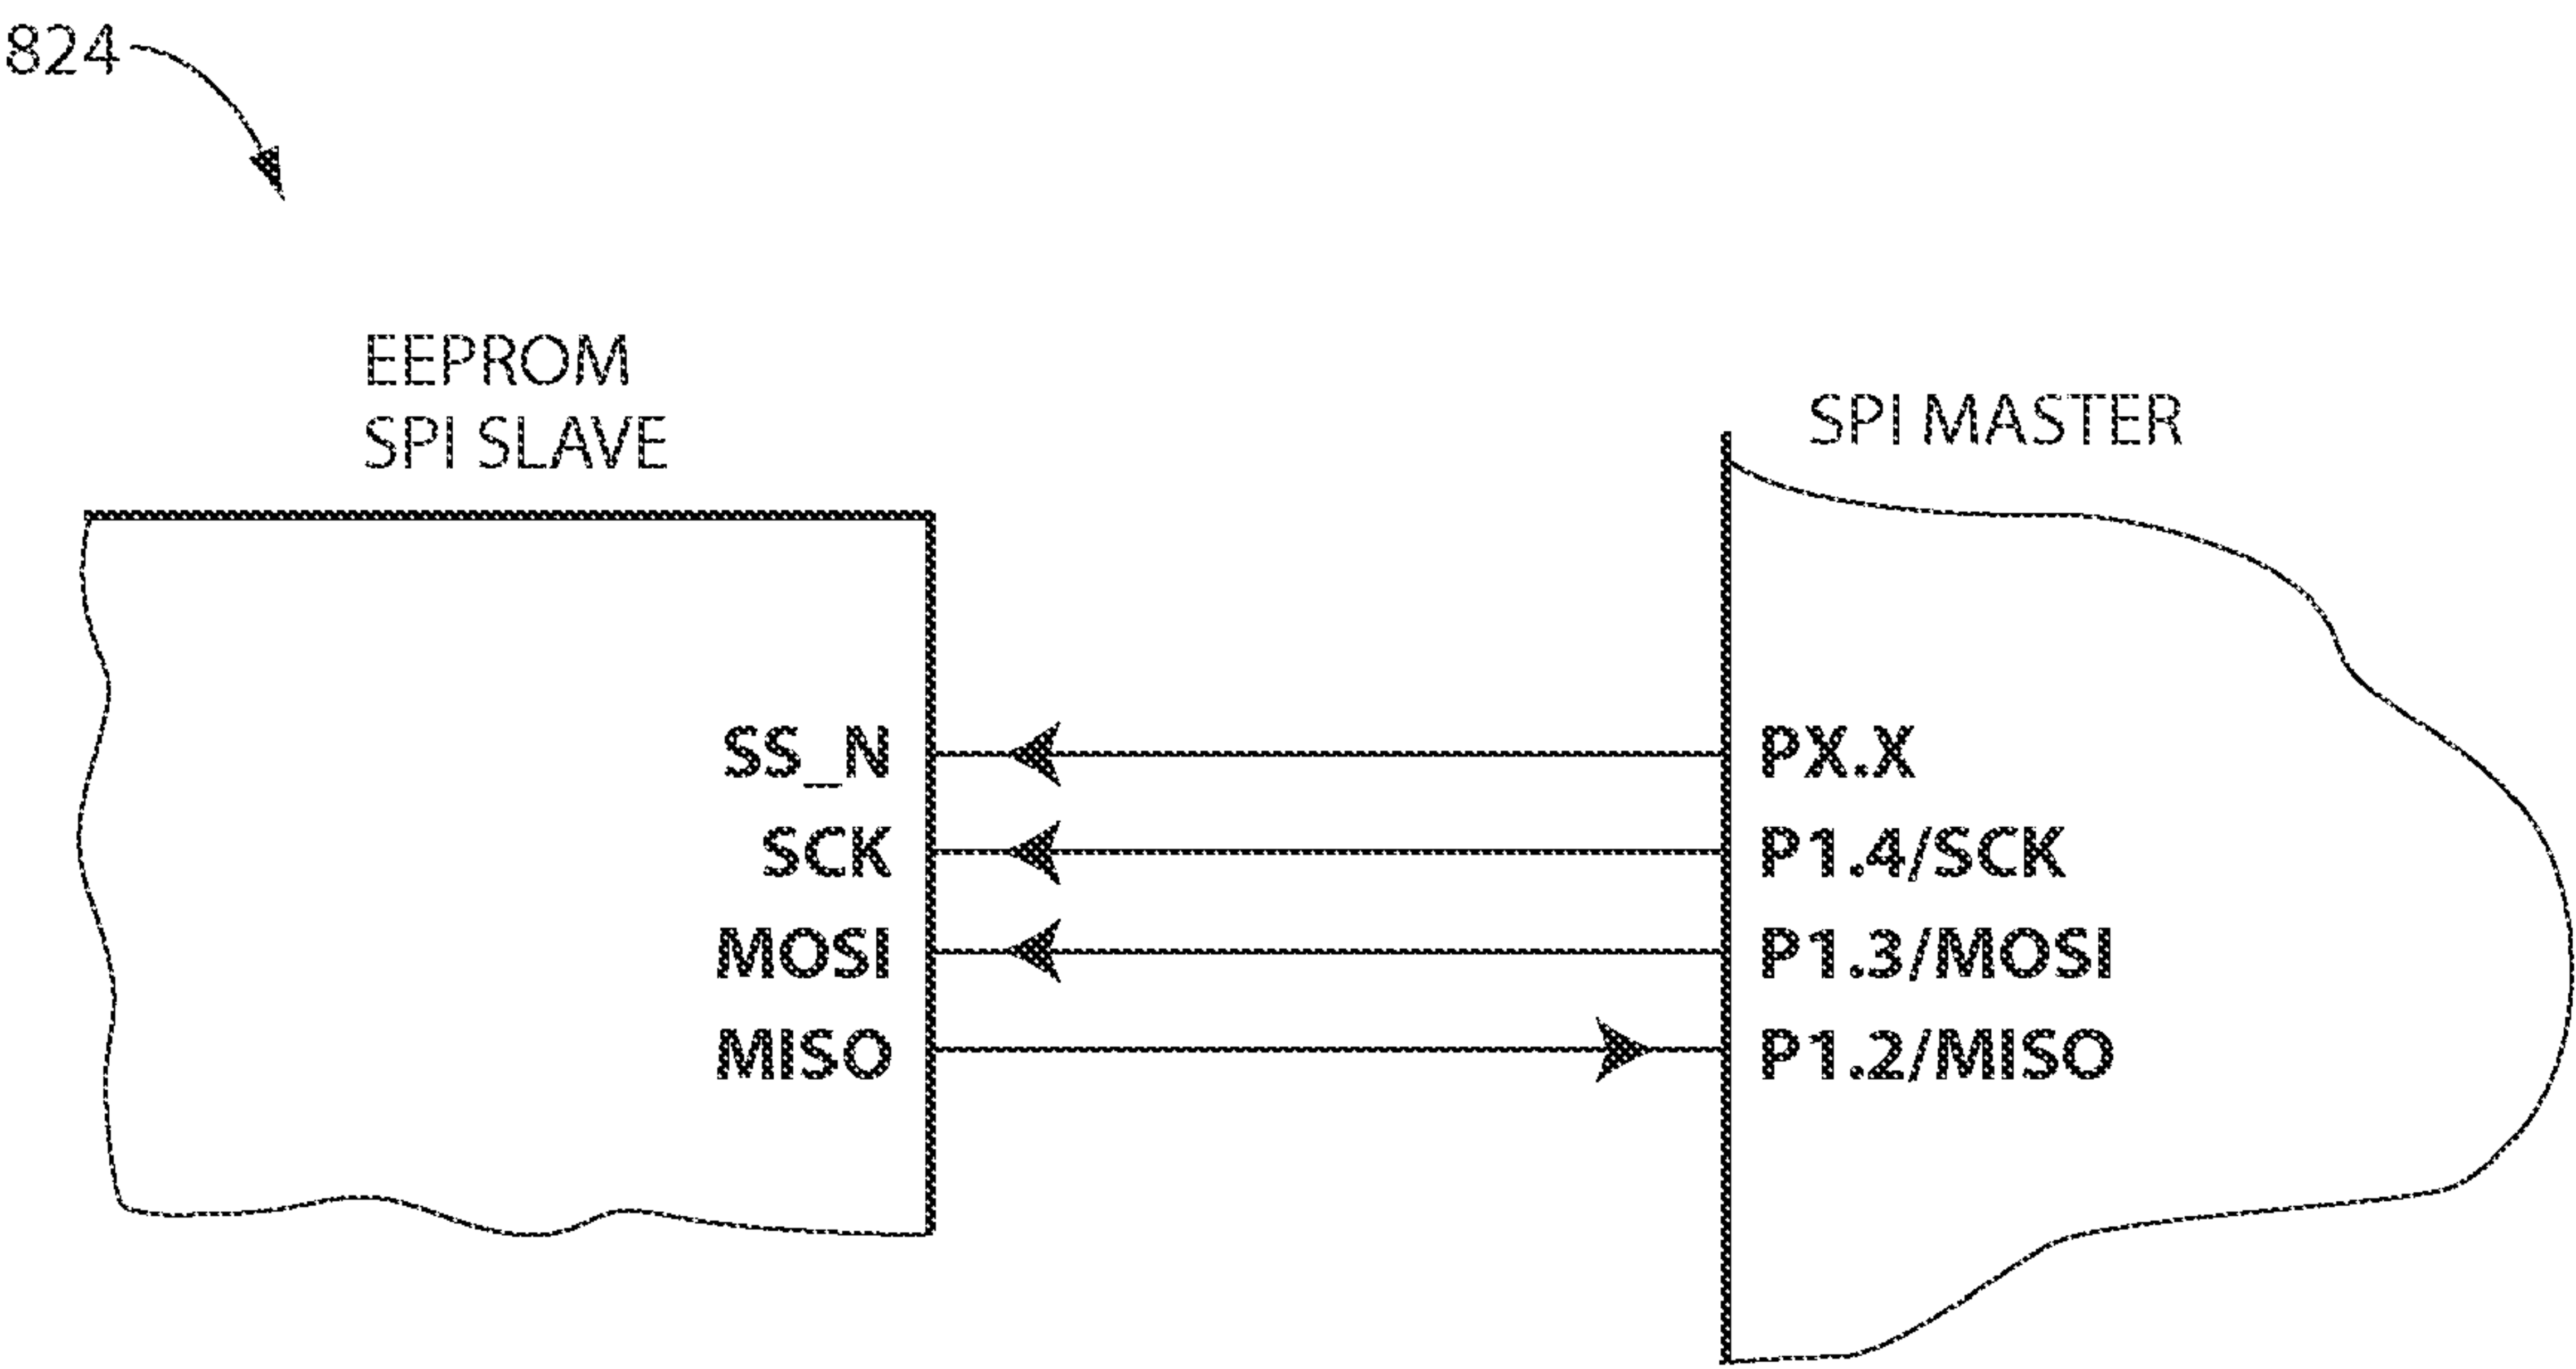 824
EEPROM
SPI SLAVE
SPI MASTER
SS_N
PX.X
SCK
P1.4/SCK
MOSI
P1.3/MOSI
MISO
P1.2/MISO